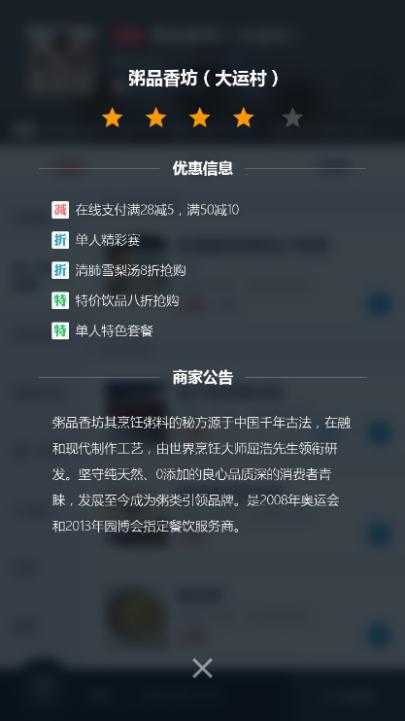 粥品香坊（大运村）
优惠信息
减 在线支付满28减5，满50减10
折 单人精彩赛
折 清肺雪梨汤8折抢购
特 特价饮品八折抢购
特 单人特色套餐
商家公告
粥品香坊其烹饪粥料的秘方源于中国千年古法，在融
和现代制作工艺，由世界烹饪大师屈浩先生领衔研
发。坚守纯天然、0添加的良心品质深的消费者青
睐，发展至今成为粥类引领品牌。是2008年奥运会
和2013年园博会指定餐饮服务商。